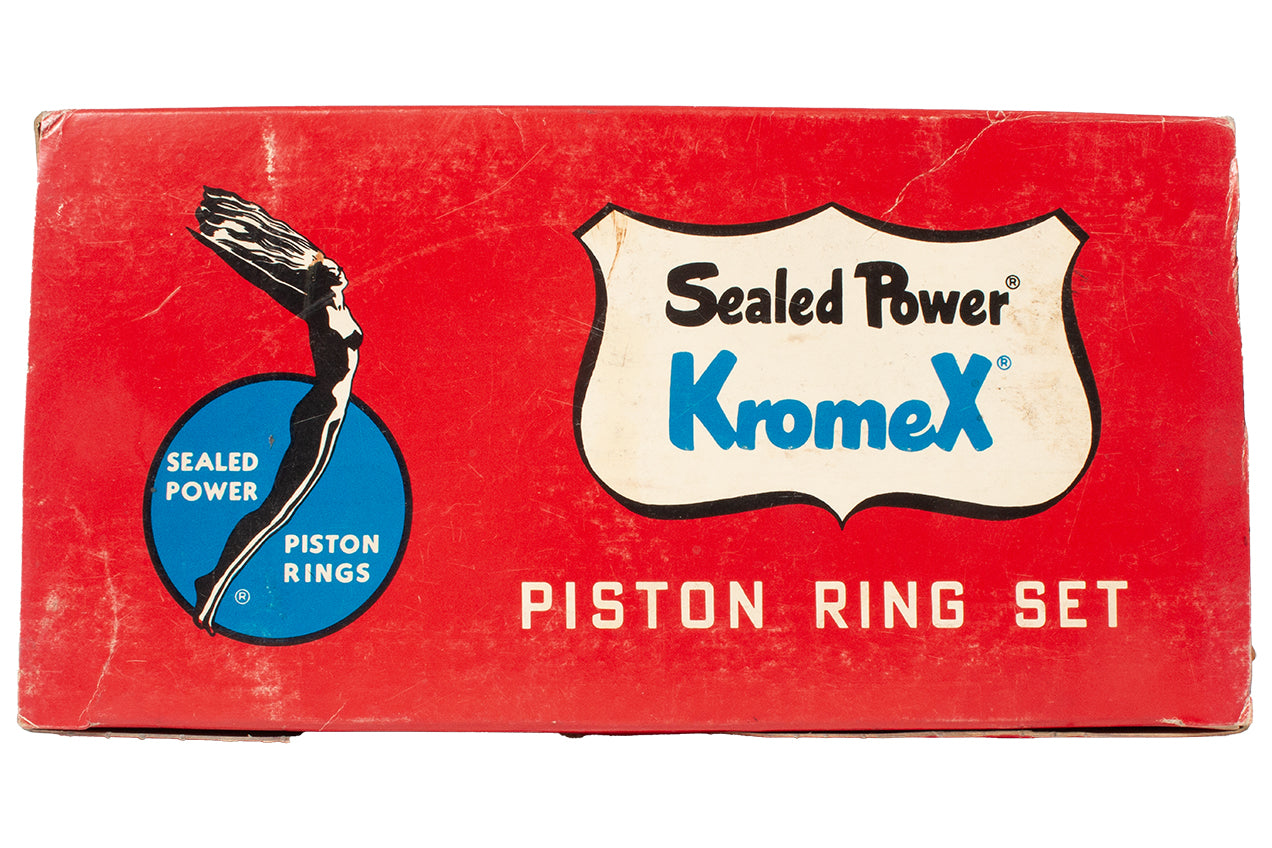 SEALED
POWER
PISTON
RINGS
®
Sealed Power®
KromeX®
PISTON RING SET